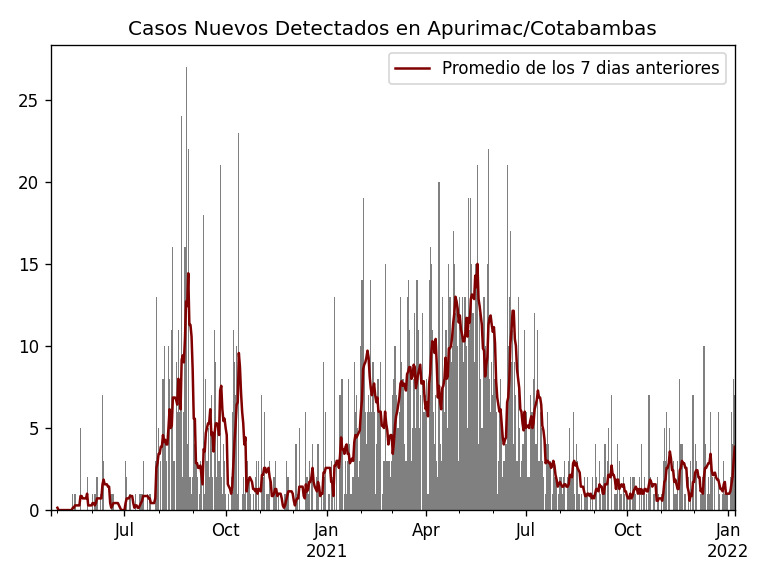 Casos Nuevos Detectados en Apurimac/Cotabambas
Promedio de los 7 dias anteriores
25
20
15
10
5
0
Jul Oct Jan Apr Jul Oct Jan
2021 2022